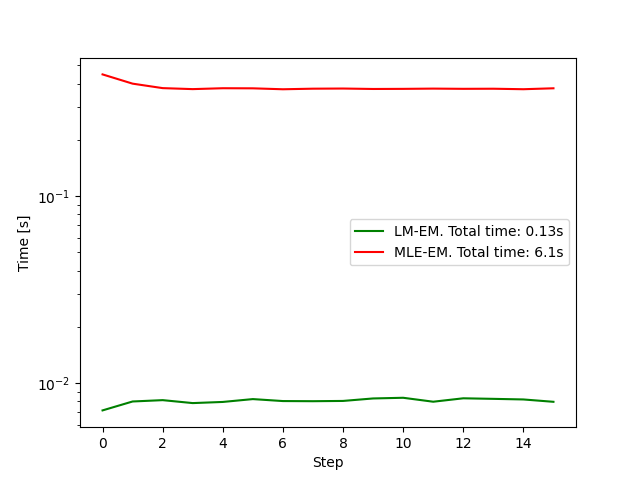 Time [s]
10⁻¹
10⁻²
LM-EM. Total time: 0.13s
MLE-EM. Total time: 6.1s
0 2 4 6 8 10 12 14
Step